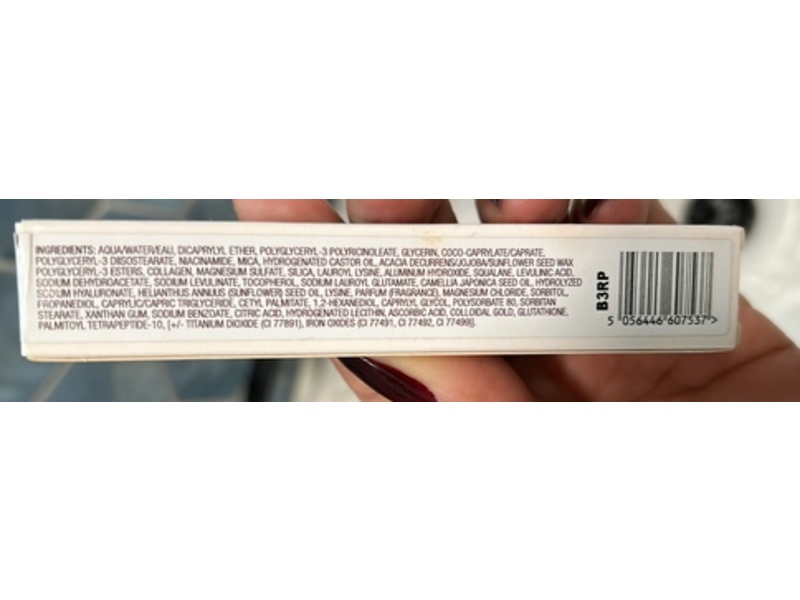 INGREDIENTS: AQUA/WATER/EAU, DICAPRYLYL ETHER, POLYGLYCERYL-3 POLYRICINOLEATE, GLYCERIN, COCO-CAPRYLATE/CAPRATE,
POLYGLYCERYL-3 DIISOSTEARATE, NIACINAMIDE, MICA, HYDROGENATED CASTOR OIL, ACACIA DECURRENS/JOJOBA/SUNFLOWER SEED WAX
POLYGLYCERYL-3 ESTERS, COLLAGEN, MAGNESIUM SULFATE, SILICA, LAUROYL LYSINE, ALUMINUM HYDROXIDE, SQUALANE, LEVULINIC ACID,
SODIUM DEHYDROACETATE, SODIUM LEVULINATE, TOCOPHEROL, SODIUM LAUROYL GLUTAMATE, CAMELLIA JAPONICA SEED OIL, HYDROLYZED
SODIUM HYALURONATE, HELIANTHUS ANNUUS (SUNFLOWER) SEED OIL, LYSINE, PARFUM (FRAGRANCE), MAGNESIUM CHLORIDE, SORBITOL,
PROPANEDIOL, CAPRYLIC/CAPRIC TRIGLYCERIDE, CETYL PALMITATE, 1,2-HEXANEDIOL, CAPRYLYL GLYCOL, POLYSORBATE 80, SORBITAN
STEARATE, XANTHAN GUM, SODIUM BENZOATE, CITRIC ACID, HYDROGENATED LECITHIN, ASCORBIC ACID, COLLOIDAL GOLD, GLUTATHIONE,
PALMITOYL TETRAPEPTIDE-10, [+/- TITANIUM DIOXIDE (CI 77891), IRON OXIDES (CI 77491, CI 77492, CI 77499)].
B3RP
5 056446 607537 >